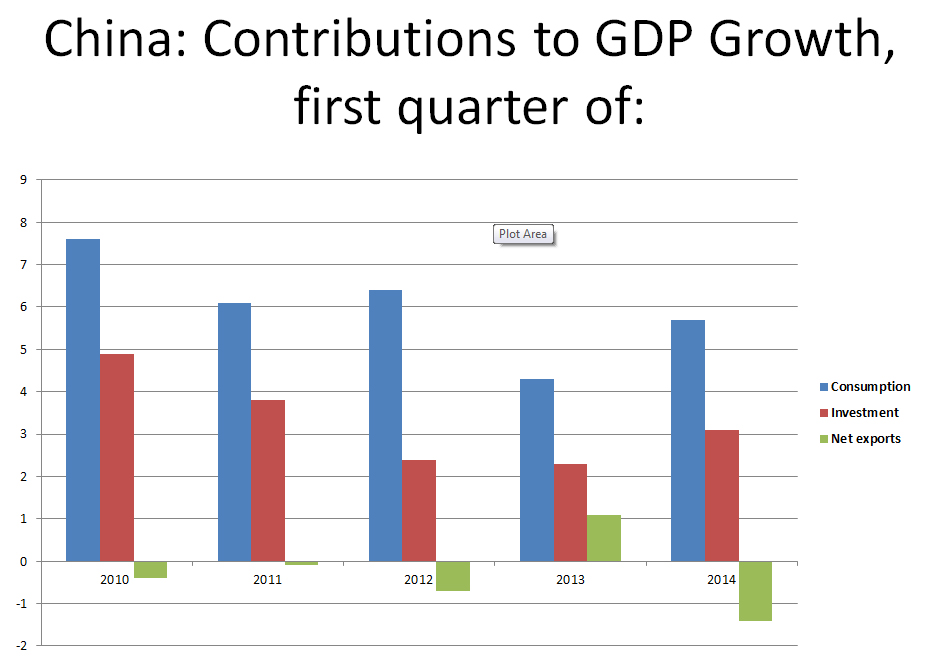 China: Contributions to GDP Growth,
first quarter of:
9
8
Plot Area
7
6
5
4
3
2
1
0
-1
-2
2010 2011 2012 2013 2014
Consumption
Investment
Net exports